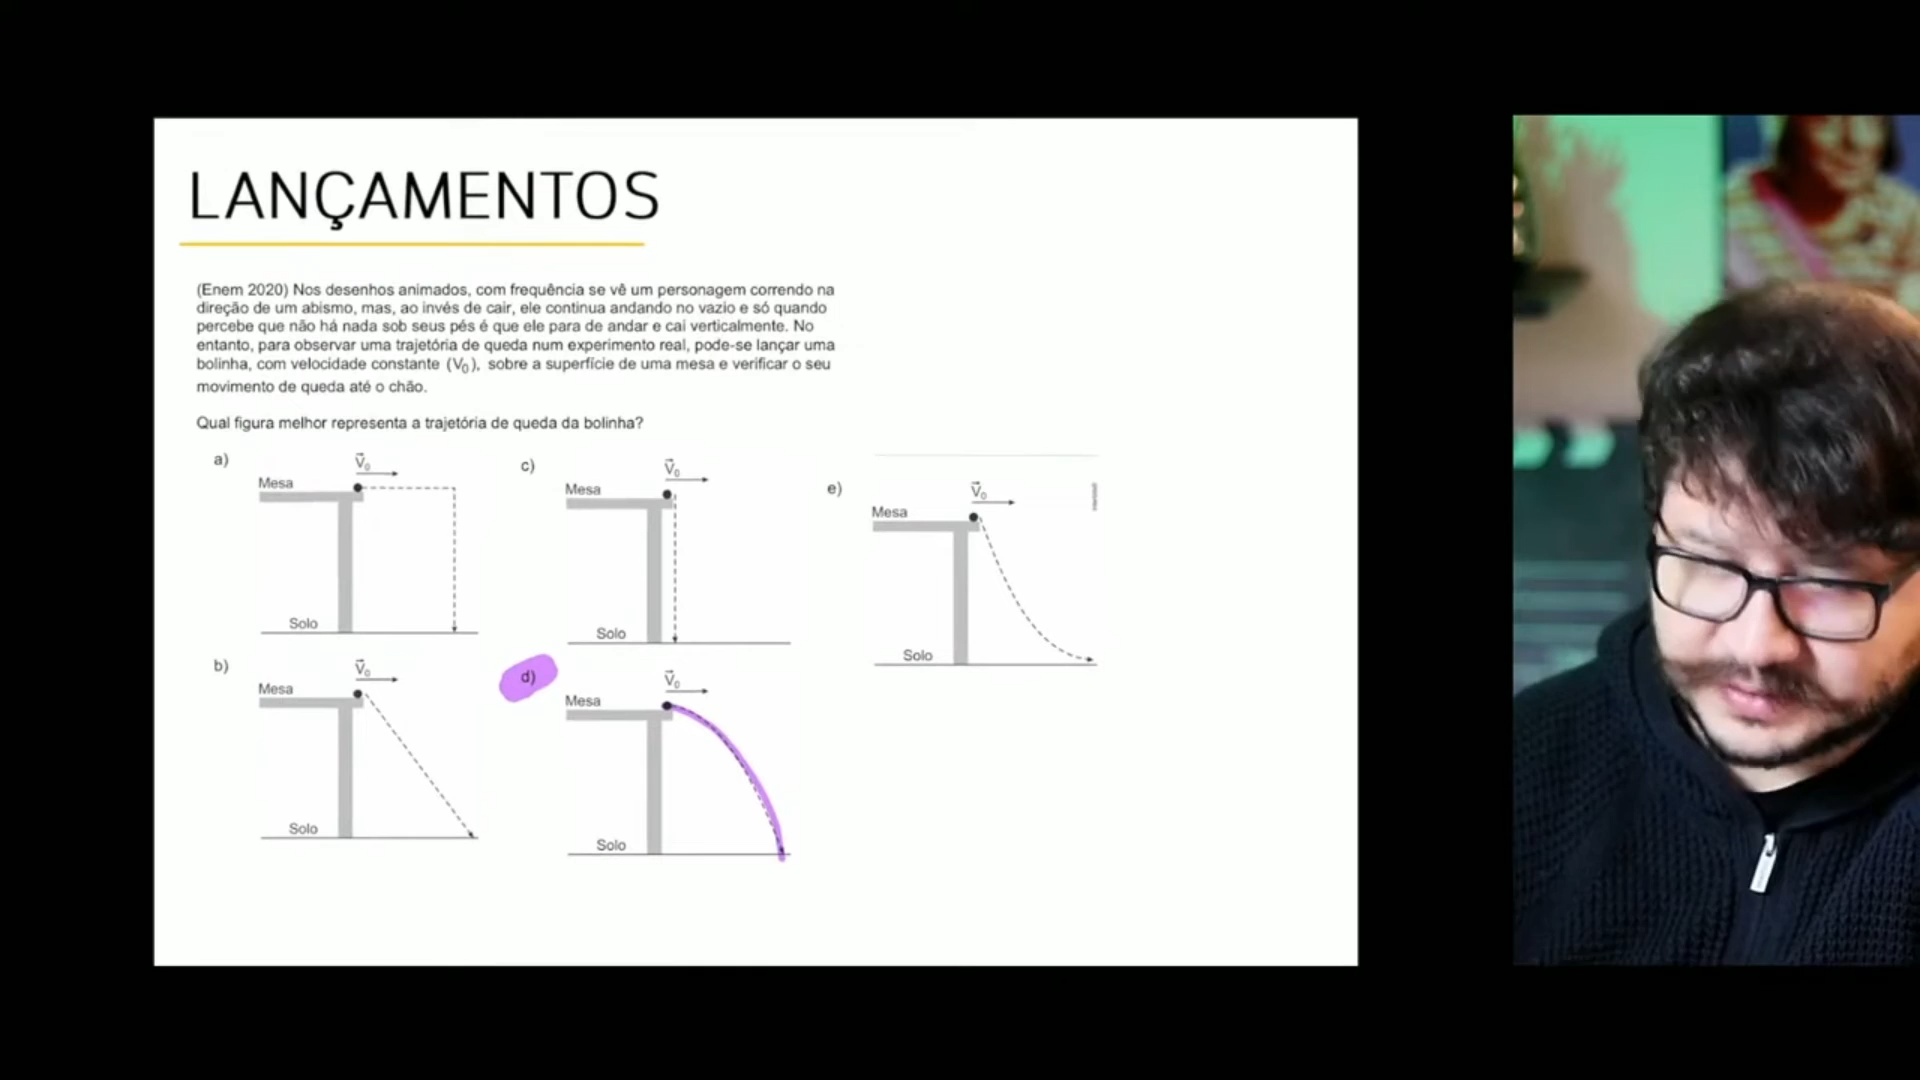 LANÇAMENTOS
(Enem 2020) Nos desenhos animados, com frequência se vê um personagem correndo na
direção de um abismo, mas, ao invés de cair, ele continua andando no vazio e só quando
percebe que não há nada sob seus pés é que ele para de andar e cai verticalmente. No
entanto, para observar uma trajetória de queda num experimento real, pode-se lançar uma
bolinha, com velocidade constante (V₀), sobre a superfície de uma mesa e verificar o seu
movimento de queda até o chão.
Qual figura melhor representa a trajetória de queda da bolinha?
a)
V⃗₀
Mesa
Solo
b)
V⃗₀
Mesa
Solo
c)
V⃗₀
Mesa
Solo
d)
V⃗₀
Mesa
Solo
e)
V⃗₀
Mesa
Solo